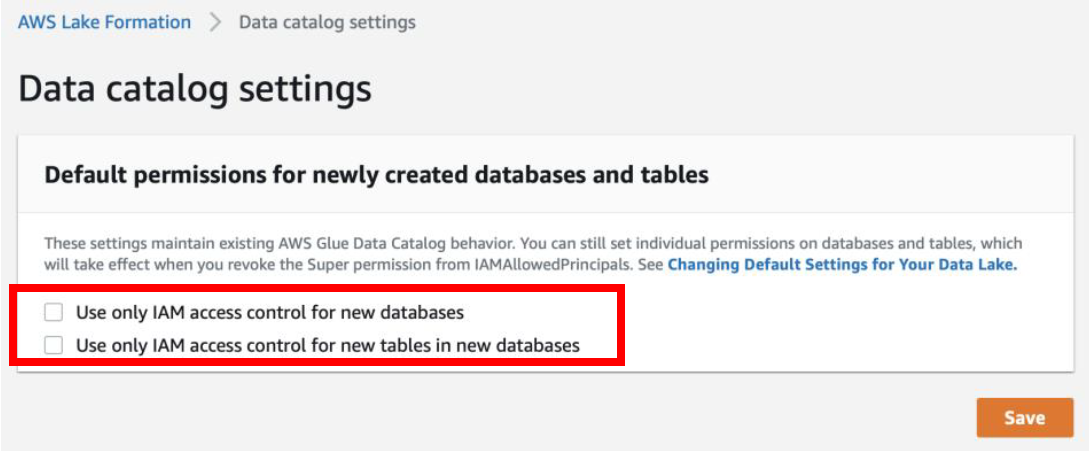 AWS Lake Formation > Data catalog settings
Data catalog settings
Default permissions for newly created databases and tables
These settings maintain existing AWS Glue Data Catalog behavior. You can still set individual permissions on databases and tables, which
will take effect when you revoke the Super permission from IAMAllowedPrincipals. See Changing Default Settings for Your Data Lake.
Use only IAM access control for new databases
Use only IAM access control for new tables in new databases
Save